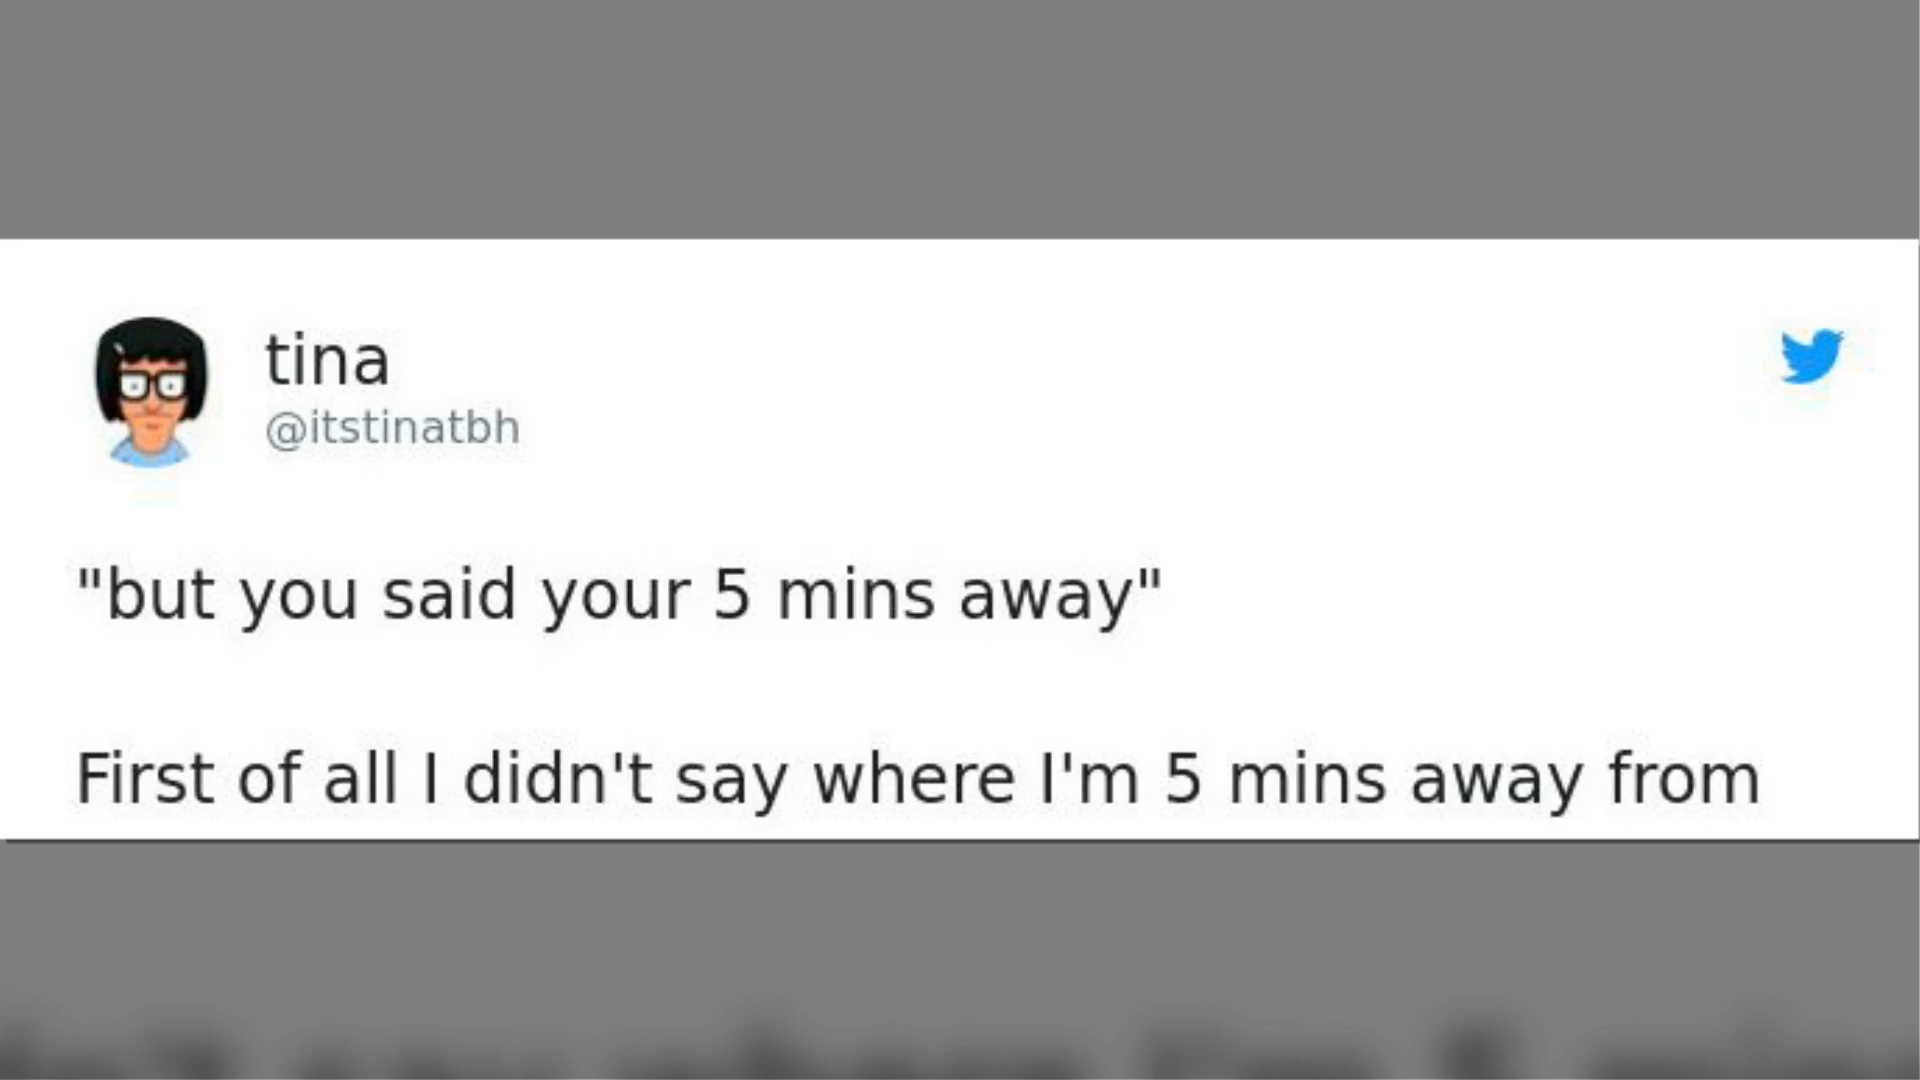 tina
@itstinatbh
"but you said your 5 mins away"
First of all I didn't say where I'm 5 mins away from